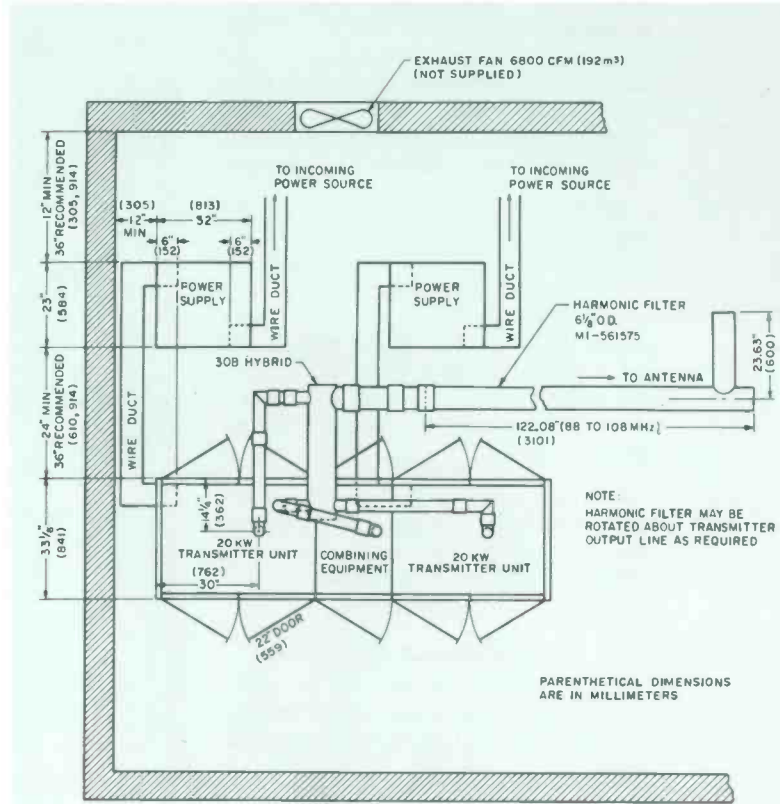 EXHAUST FAN 6800 CFM (192m³)
(NOT SUPPLIED)
12" MIN
36" RECOMMENDED
(305, 914)
(305)
12"
MIN
(813)
32"
6"
(152)
6"
(152)
TO INCOMING
POWER SOURCE
TO INCOMING
POWER SOURCE
23"
(584)
POWER
SUPPLY
WIRE DUCT
POWER
SUPPLY
WIRE DUCT
HARMONIC FILTER
6⅛" O.D.
MI-561575
23.63"
(600)
24" MIN
36" RECOMMENDED
(610, 914)
WIRE DUCT
30B HYBRID
TO ANTENNA
122.08" (88 TO 108 MHz)
(3101)
33⅛"
(841)
14¼"
(362)
20 KW
TRANSMITTER UNIT
(762)
30"
COMBINING
EQUIPMENT
20 KW
TRANSMITTER UNIT
22" DOOR
(559)
NOTE:
HARMONIC FILTER MAY BE
ROTATED ABOUT TRANSMITTER
OUTPUT LINE AS REQUIRED
PARENTHETICAL DIMENSIONS
ARE IN MILLIMETERS